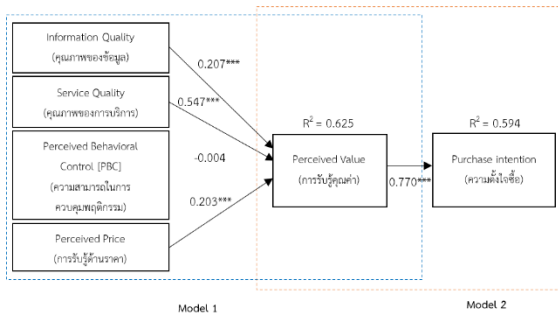 Information Quality
(คุณภาพของข้อมูล)
0.207***
Service Quality
(คุณภาพของการบริการ)
0.547***
Perceived Behavioral
Control [PBC]
(ความสามารถในการ
ควบคุมพฤติกรรม)
-0.004
Perceived Price
(การรับรู้ด้านราคา)
0.203***
R² = 0.625
Perceived Value
(การรับรู้คุณค่า)
0.770***
R² = 0.594
Purchase intention
(ความตั้งใจซื้อ)
Model 1
Model 2